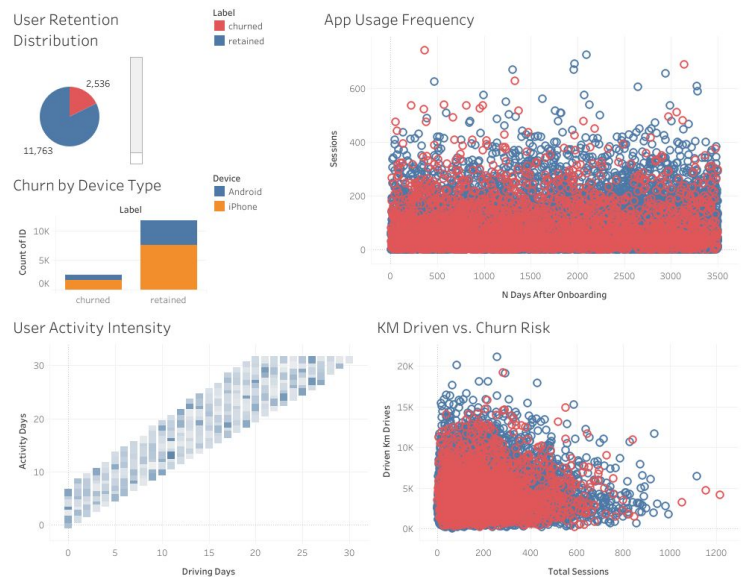 User Retention
Distribution
Label
churned
retained
2,536
11,763
Churn by Device Type
Device
Android
iPhone
Label
Count of ID
10K
5K
0K
churned
retained
App Usage Frequency
Sessions
600
400
200
0
0
500
1000
1500
2000
2500
3000
3500
N Days After Onboarding
User Activity Intensity
Activity Days
30
20
10
0
0
5
10
15
20
25
30
Driving Days
KM Driven vs. Churn Risk
Driven Km Drives
20K
15K
10K
5K
0K
0
200
400
600
800
1000
1200
Total Sessions